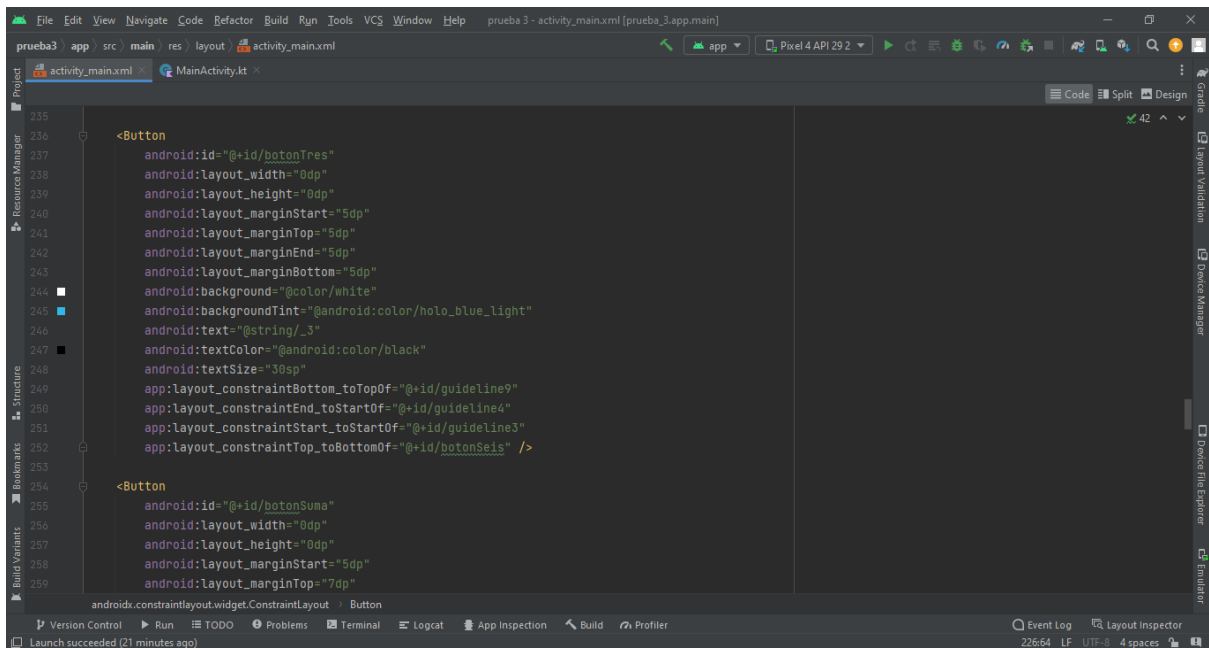 File Edit View Navigate Code Refactor Build Run Tools VCS Window Help prueba 3 - activity_main.xml [prueba_3.app.main]
prueba3 app src main res layout activity_main.xml app Pixel 4 API 29 2
activity_main.xml MainActivity.kt
Code Split Design
235
42
236 <Button
237 android:id="@+id/botonTres"
238 android:layout_width="0dp"
239 android:layout_height="0dp"
240 android:layout_marginStart="5dp"
241 android:layout_marginTop="5dp"
242 android:layout_marginEnd="5dp"
243 android:layout_marginBottom="5dp"
244 android:background="@color/white"
245 android:backgroundTint="@android:color/holo_blue_light"
246 android:text="@string/_3"
247 android:textColor="@android:color/black"
248 android:textSize="30sp"
249 app:layout_constraintBottom_toTopOf="@+id/guideline9"
250 app:layout_constraintEnd_toStartOf="@+id/guideline4"
251 app:layout_constraintStart_toStartOf="@+id/guideline3"
252 app:layout_constraintTop_toBottomOf="@+id/botonSeis" />
253
254 <Button
255 android:id="@+id/botonSuma"
256 android:layout_width="0dp"
257 android:layout_height="0dp"
258 android:layout_marginStart="5dp"
259 android:layout_marginTop="7dp"
androidx.constraintlayout.widget.ConstraintLayout Button
Version Control Run TODO Problems Terminal Logcat App Inspection Build Profiler Event Log Layout Inspector
Launch succeeded (21 minutes ago) 226:64 LF UTF-8 4 spaces
Project
Resource Manager
Structure
Bookmarks
Build Variants
Gradle
Layout Validation
Device Manager
Device File Explorer
Emulator